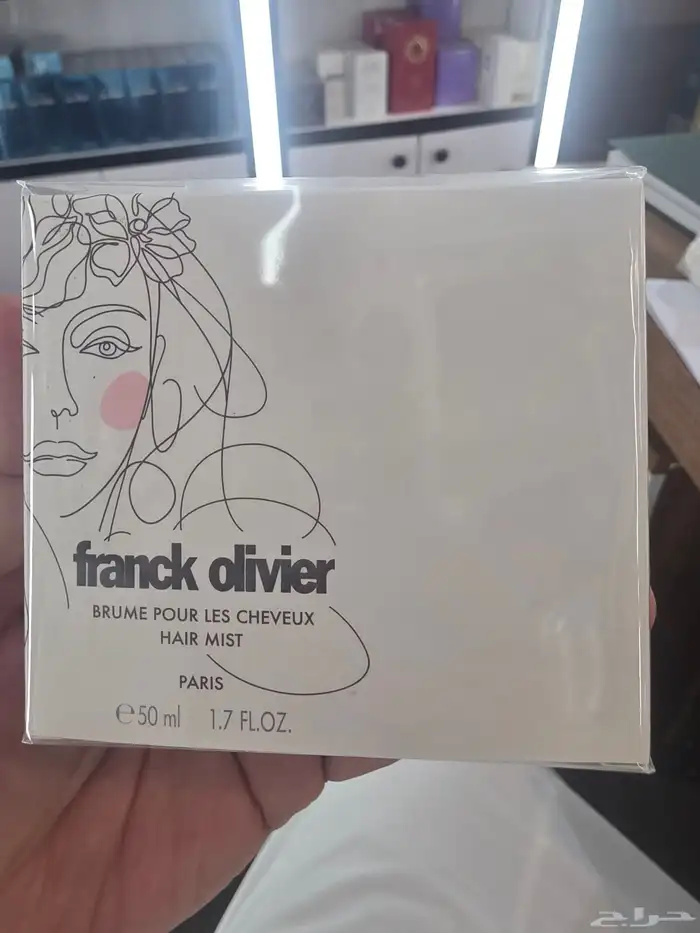 franck olivier
BRUME POUR LES CHEVEUX
HAIR MIST
PARIS
℮50 ml 1.7 FL.OZ.
حراج